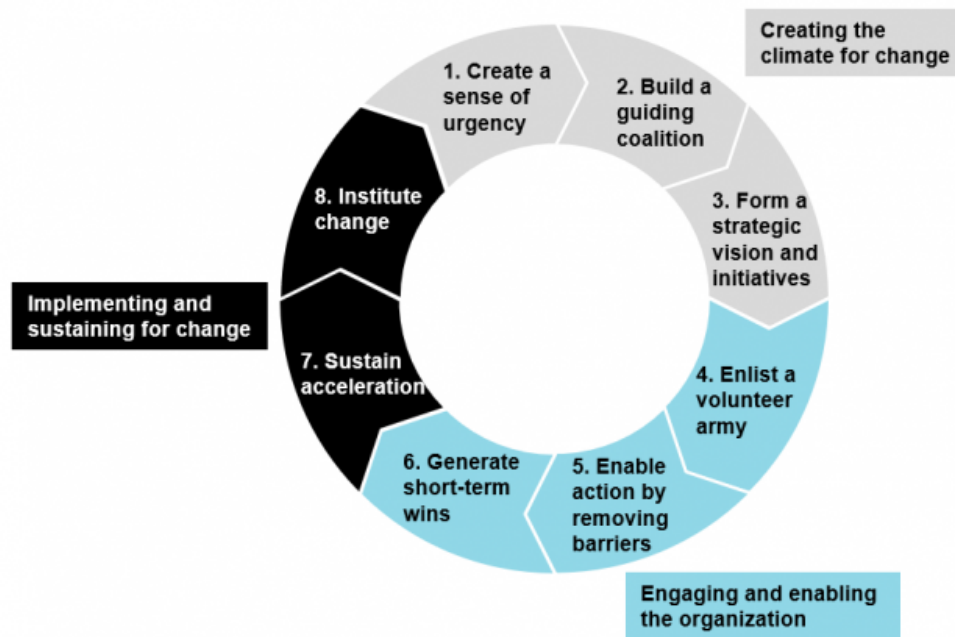 Creating the
climate for change
1. Create a
sense of
urgency
2. Build a
guiding
coalition
3. Form a
strategic
vision and
initiatives
4. Enlist a
volunteer
army
5. Enable
action by
removing
barriers
6. Generate
short-term
wins
7. Sustain
acceleration
8. Institute
change
Implementing and
sustaining for change
Engaging and enabling
the organization